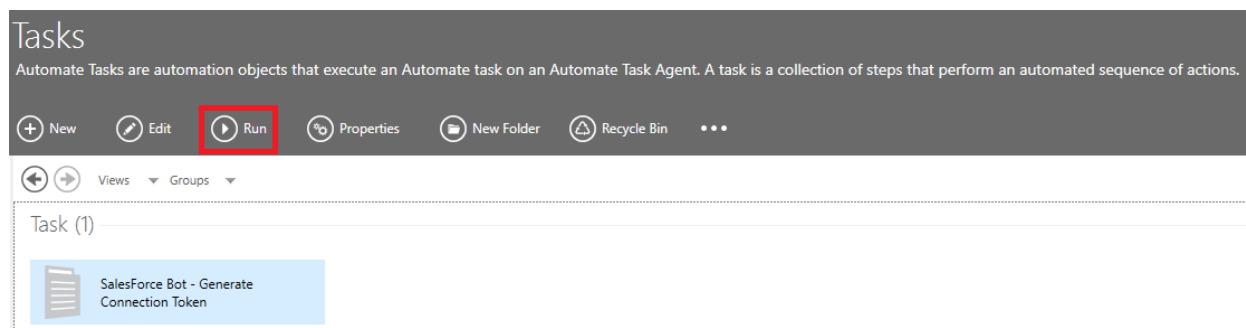 Tasks
Automate Tasks are automation objects that execute an Automate task on an Automate Task Agent. A task is a collection of steps that perform an automated sequence of actions.
New Edit Run Properties New Folder Recycle Bin •••
Views Groups
Task (1)
SalesForce Bot - Generate
Connection Token